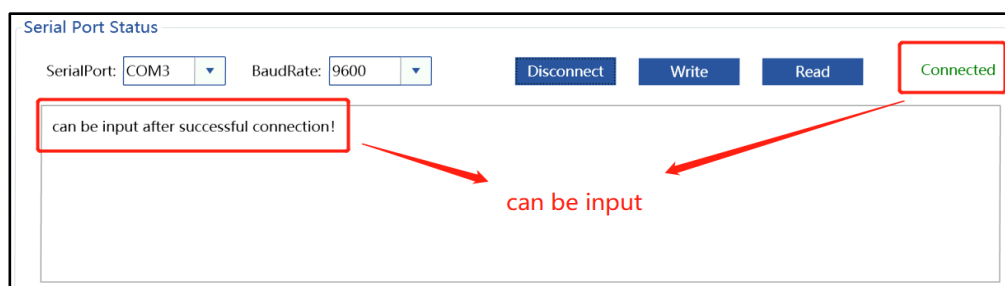 Serial Port Status
SerialPort: COM3 BaudRate: 9600 Disconnect Write Read Connected
can be input after successful connection!
can be input